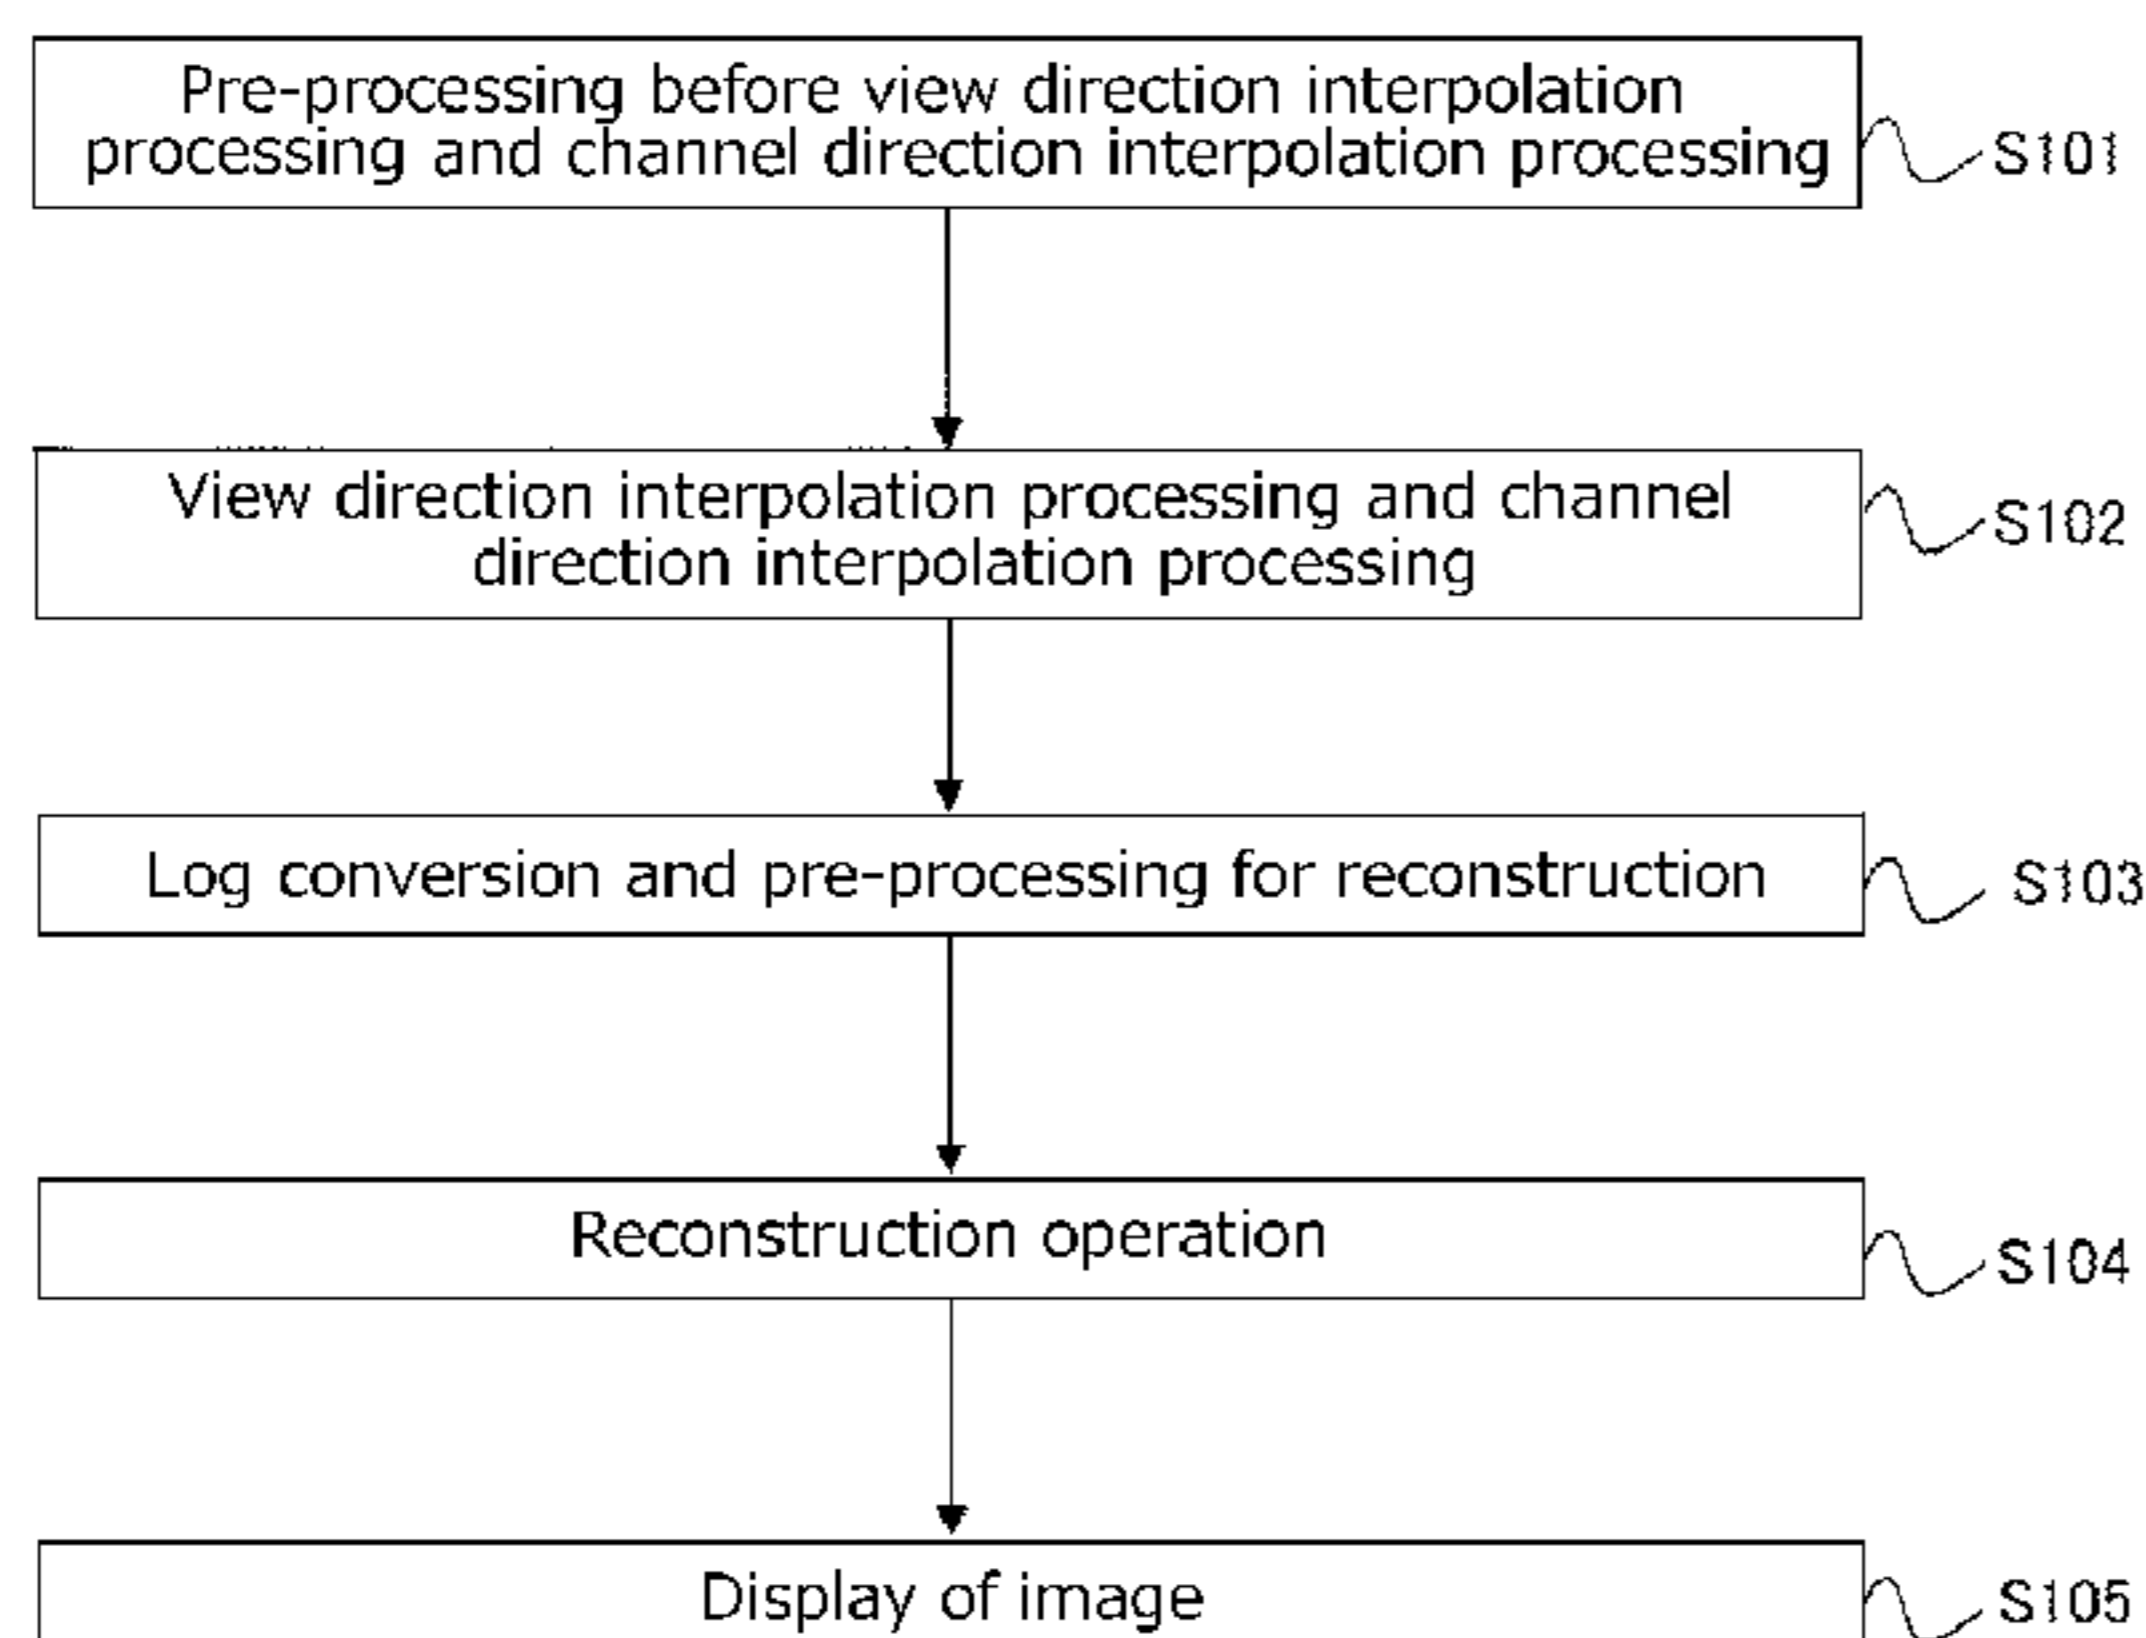 Pre-processing before view direction interpolation
processing and channel direction interpolation processing
S101
View direction interpolation processing and channel
direction interpolation processing
S102
Log conversion and pre-processing for reconstruction
S103
Reconstruction operation
S104
Display of image
S105